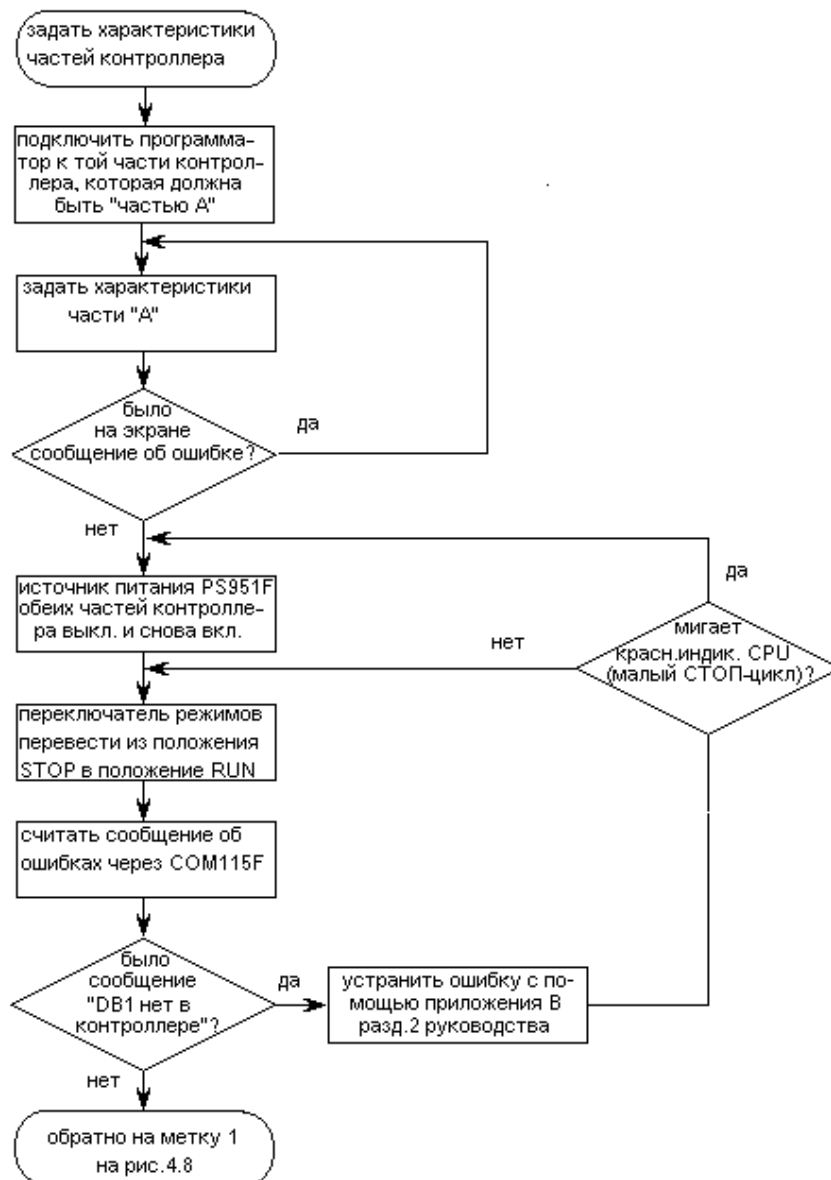 задать характеристики
частей контроллера
подключить программа-
тор к той части контрол-
лера, которая должна
быть "частью А"
задать характеристики
части "А"
было
на экране
сообщение об ошибке?
да
нет
источник питания PS951F
обеих частей контролле-
ра выкл. и снова вкл.
да
мигает
красн.индик. CPU
(малый СТОП-цикл)?
нет
переключатель режимов
перевести из положения
STOP в положение RUN
считать сообщение об
ошибках через COM115F
было
сообщение
"DB1 нет в
контроллере"?
да
устранить ошибку с по-
мощью приложения В
разд.2 руководства
нет
обратно на метку 1
на рис.4.8